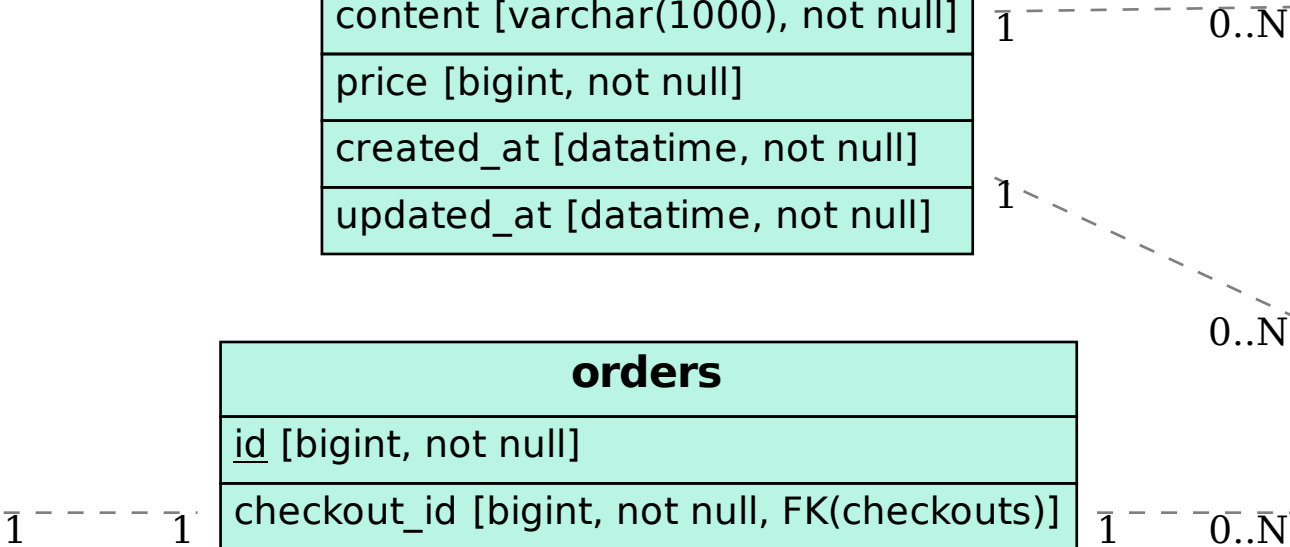 content [varchar(1000), not null]
1
0..N
price [bigint, not null]
created_at [datatime, not null]
1
updated_at [datatime, not null]
0..N
orders
id [bigint, not null]
1
1
checkout_id [bigint, not null, FK(checkouts)]
1
0..N